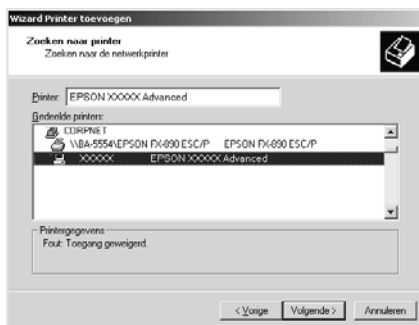 Wizard Printer toevoegen
Zoeken naar printer
Zoeken naar de netwerkprinter
Printer: EPSON XXXXX Advanced
Gedeelde printers:
CORPNET
\\BA-5554\EPSON FX-890 ESC/P EPSON FX-890 ESC/P
XXXXX EPSON XXXXX Advanced
Printergegevens
Fout: Toegang geweigerd.
< Vorige Volgende > Annuleren